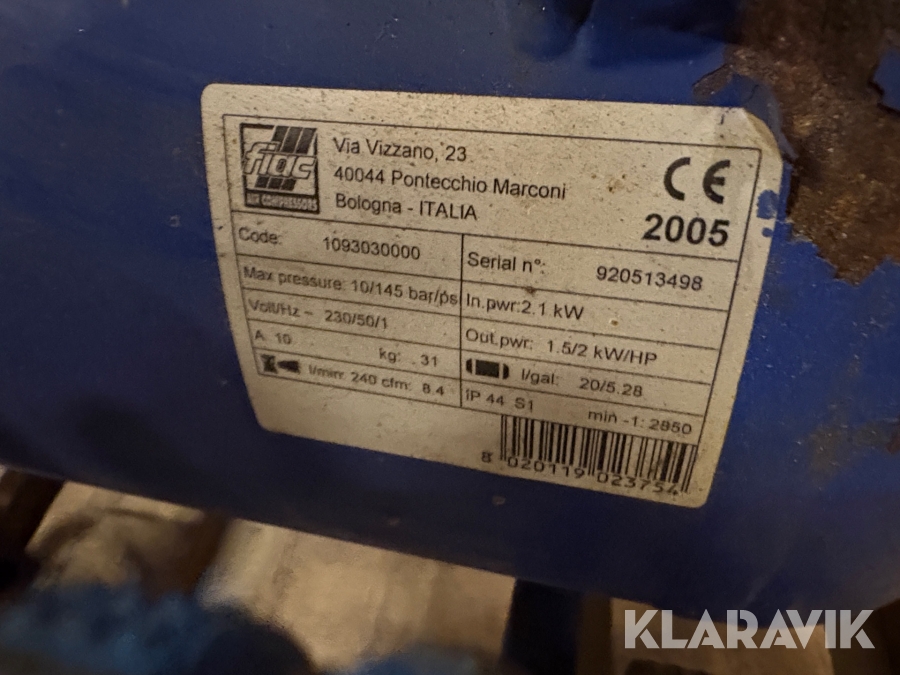 fiac
AIR COMPRESSORS
Via Vizzano, 23
40044 Pontecchio Marconi
Bologna - ITALIA
CE
2005
Code: 1093030000
Serial n°: 920513498
Max pressure: 10/145 bar/ps
In.pwr:2.1 kW
Volt/Hz ~ 230/50/1
Out.pwr: 1.5/2 kW/HP
A 10 kg: 31
l/gal: 20/5.28
l/min: 240 cfm: 8.4
IP 44 S1 min -1: 2850
8 020119 023754
KLARAVIK